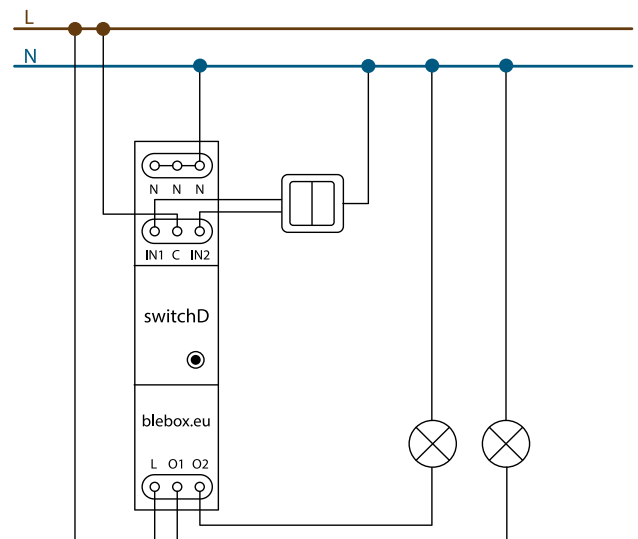 L
N
N N N
IN1 C IN2
switchD
blebox.eu
L O1 O2